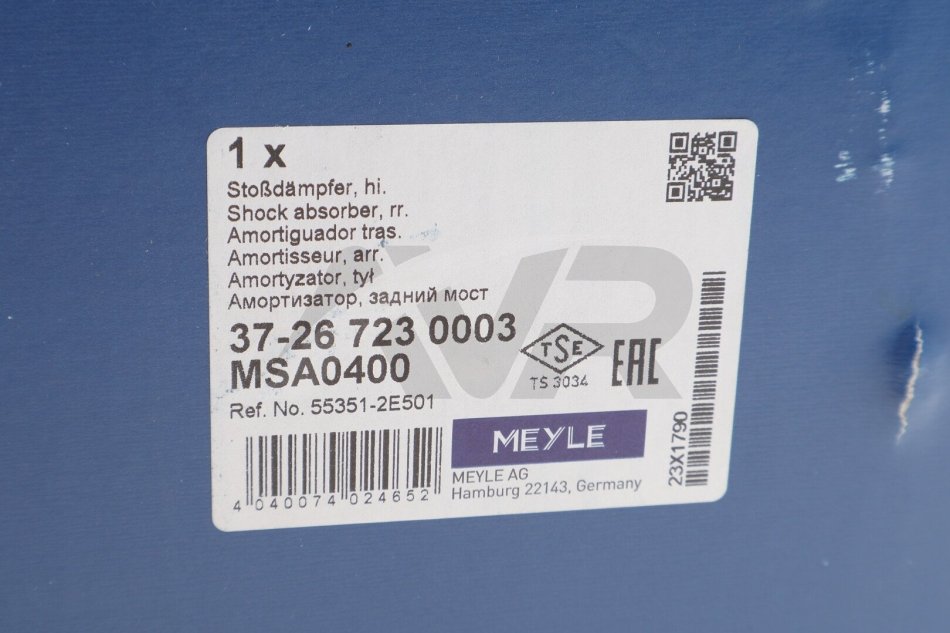 1 x
Stoßdämpfer, hi.
Shock absorber, rr.
Amortiguador tras.
Amortisseur, arr.
Amortyzator, tył
Амортизатор, задний мост
37-26 723 0003
MSA0400
Ref. No. 55351-2E501
TSE
TS 3034
EAC
MEYLE
MEYLE AG
Hamburg 22143, Germany
4 040074 024652
23X1790
AVR